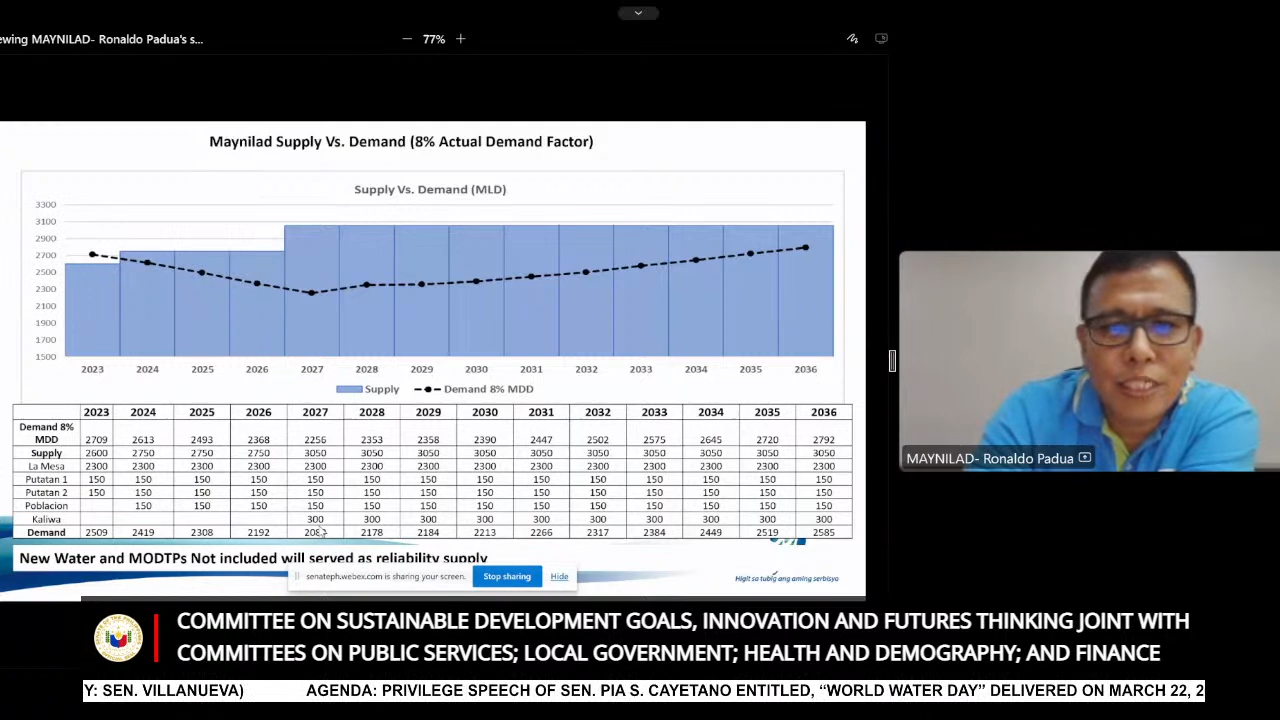 ewing MAYNILAD- Ronaldo Padua's s...
77%
Maynilad Supply Vs. Demand (8% Actual Demand Factor)
Supply Vs. Demand (MLD)
3300
3100
2900
2700
2500
2300
2100
1900
1700
1500
2023 2024 2025 2026 2027 2028 2029 2030 2031 2032 2033 2034 2035 2036
Supply Demand 8% MDD
2023 2024 2025 2026 2027 2028 2029 2030 2031 2032 2033 2034 2035 2036
Demand 8%
MDD 2709 2613 2493 2368 2256 2353 2358 2390 2447 2502 2575 2645 2720 2792
Supply 2600 2750 2750 2750 3050 3050 3050 3050 3050 3050 3050 3050 3050 3050
La Mesa 2300 2300 2300 2300 2300 2300 2300 2300 2300 2300 2300 2300 2300 2300
Putatan 1 150 150 150 150 150 150 150 150 150 150 150 150 150 150
Putatan 2 150 150 150 150 150 150 150 150 150 150 150 150 150 150
Poblacion 150 150 150 150 150 150 150 150 150 150 150 150 150
Kaliwa 300 300 300 300 300 300 300 300 300 300
Demand 2509 2419 2308 2192 2178 2184 2213 2266 2317 2384 2449 2519 2585
New Water and MODTPs Not included will served as reliability supply
senateph.webex.com is sharing your screen. Stop sharing Hide
Higit sa tubig ang aming serbisyo
MAYNILAD- Ronaldo Padua
COMMITTEE ON SUSTAINABLE DEVELOPMENT GOALS, INNOVATION AND FUTURES THINKING JOINT WITH
COMMITTEES ON PUBLIC SERVICES; LOCAL GOVERNMENT; HEALTH AND DEMOGRAPHY; AND FINANCE
Y: SEN. VILLANUEVA) AGENDA: PRIVILEGE SPEECH OF SEN. PIA S. CAYETANO ENTITLED, “WORLD WATER DAY” DELIVERED ON MARCH 22, 2